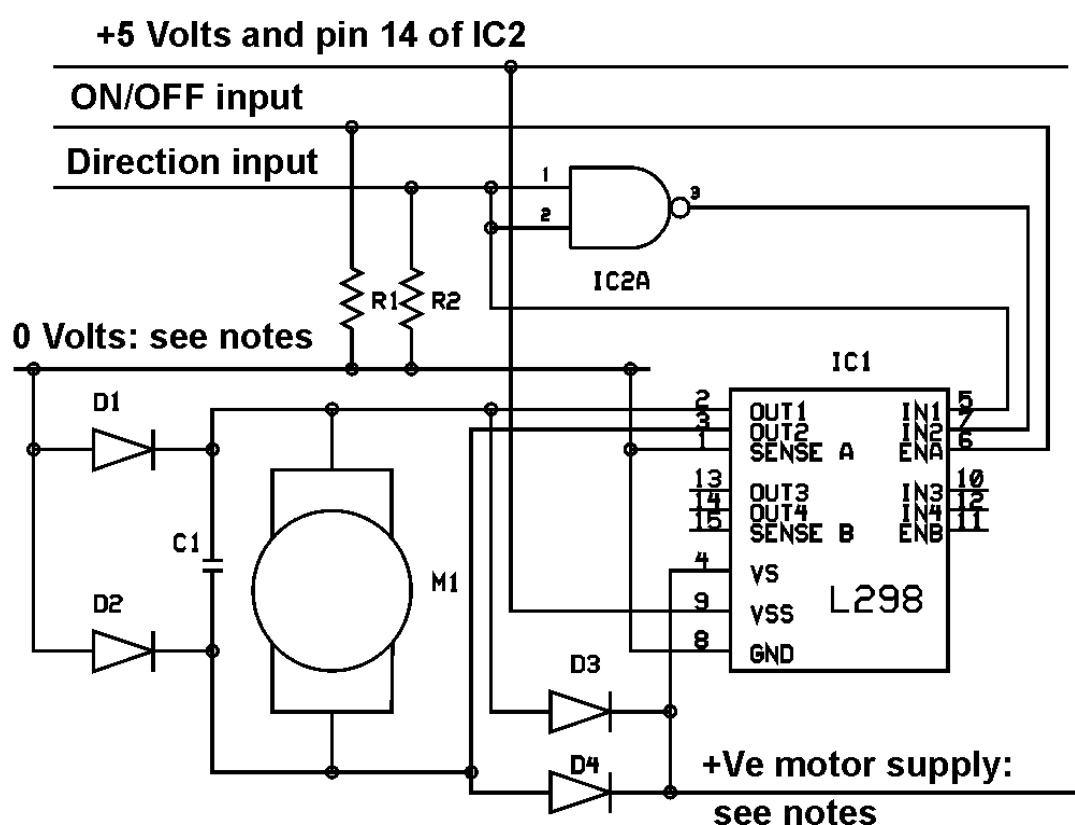 +5 Volts and pin 14 of IC2
ON/OFF input
Direction input
1
2
3
IC2A
R1
R2
0 Volts: see notes
IC1
D1
C1
D2
M1
2 OUT1 IN1 5
3 OUT2 IN2 7
1 SENSE A ENA 6
13 OUT3 IN3 10
14 OUT4 IN4 12
15 SENSE B ENB 11
4 VS
9 VSS
8 GND
L298
D3
D4
+Ve motor supply:
see notes